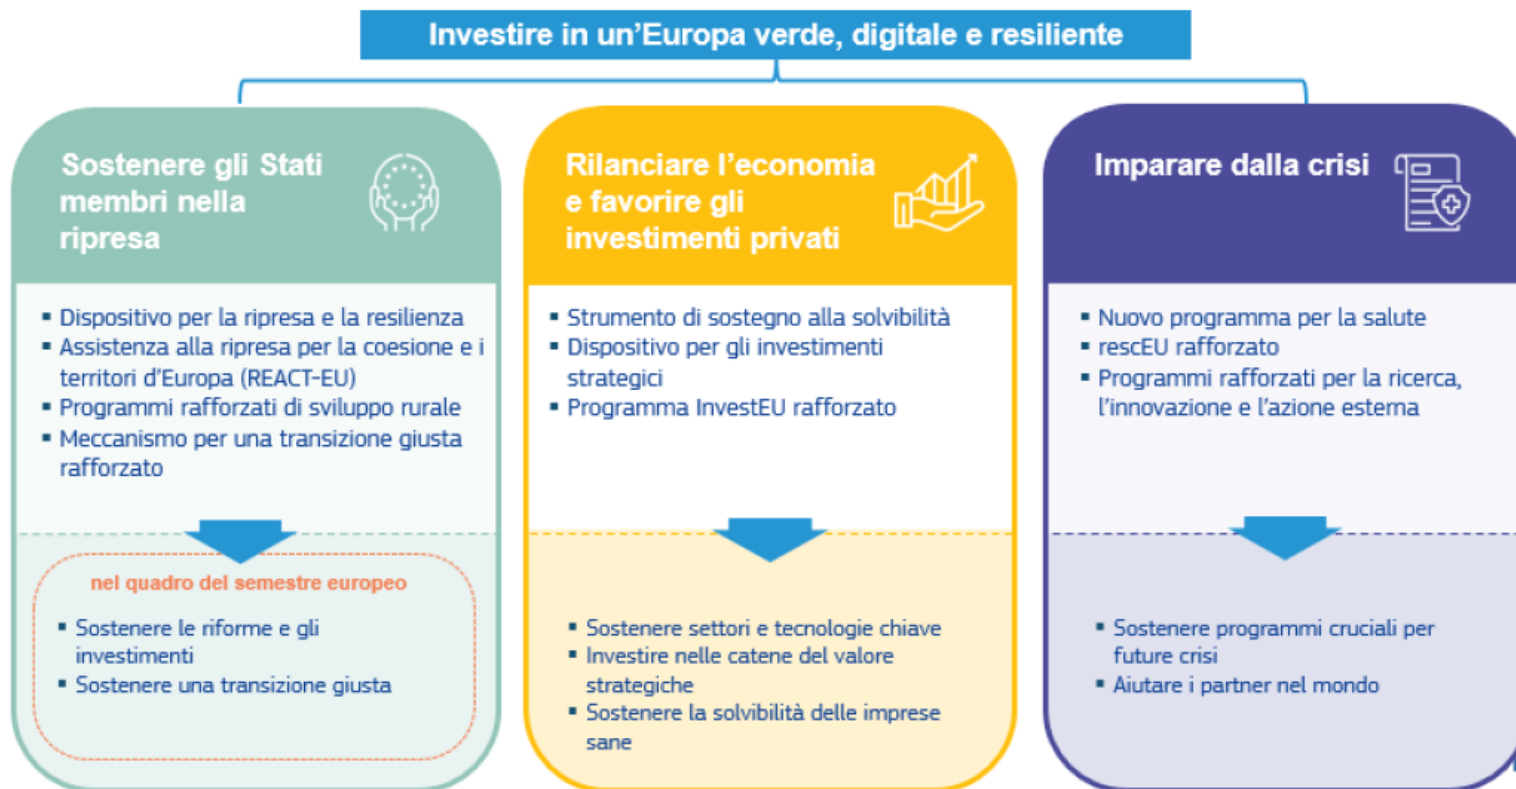 Investire in un'Europa verde, digitale e resiliente
Sostenere gli Stati
membri nella
ripresa
▪ Dispositivo per la ripresa e la resilienza
▪ Assistenza alla ripresa per la coesione e i
territori d'Europa (REACT-EU)
▪ Programmi rafforzati di sviluppo rurale
▪ Meccanismo per una transizione giusta
rafforzato
nel quadro del semestre europeo
▪ Sostenere le riforme e gli
investimenti
▪ Sostenere una transizione giusta
Rilanciare l'economia
e favorire gli
investimenti privati
▪ Strumento di sostegno alla solvibilità
▪ Dispositivo per gli investimenti
strategici
▪ Programma InvestEU rafforzato
▪ Sostenere settori e tecnologie chiave
▪ Investire nelle catene del valore
strategiche
▪ Sostenere la solvibilità delle imprese
sane
Imparare dalla crisi
▪ Nuovo programma per la salute
▪ rescEU rafforzato
▪ Programmi rafforzati per la ricerca,
l'innovazione e l'azione esterna
▪ Sostenere programmi cruciali per
future crisi
▪ Aiutare i partner nel mondo